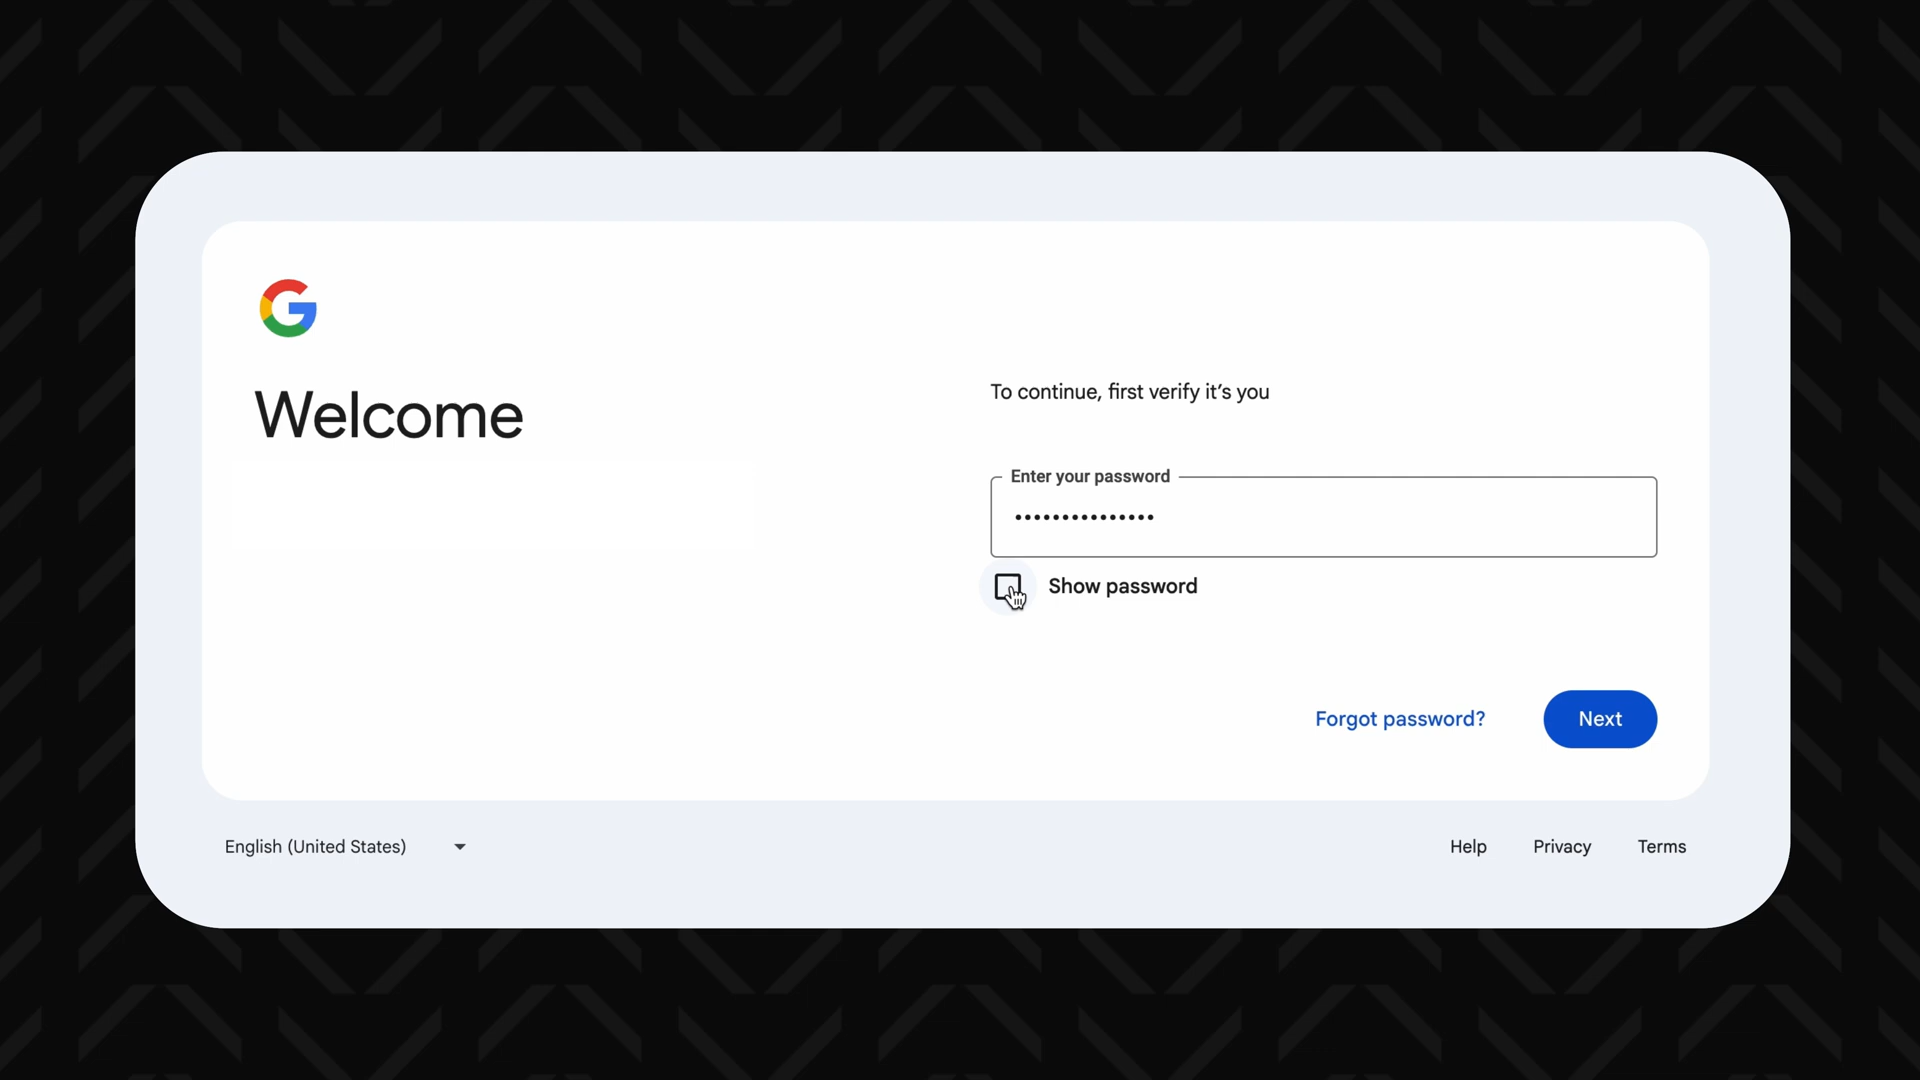 Welcome
To continue, first verify it’s you
Enter your password
•••••••••••••••
Show password
Forgot password?
Next
English (United States)
Help
Privacy
Terms